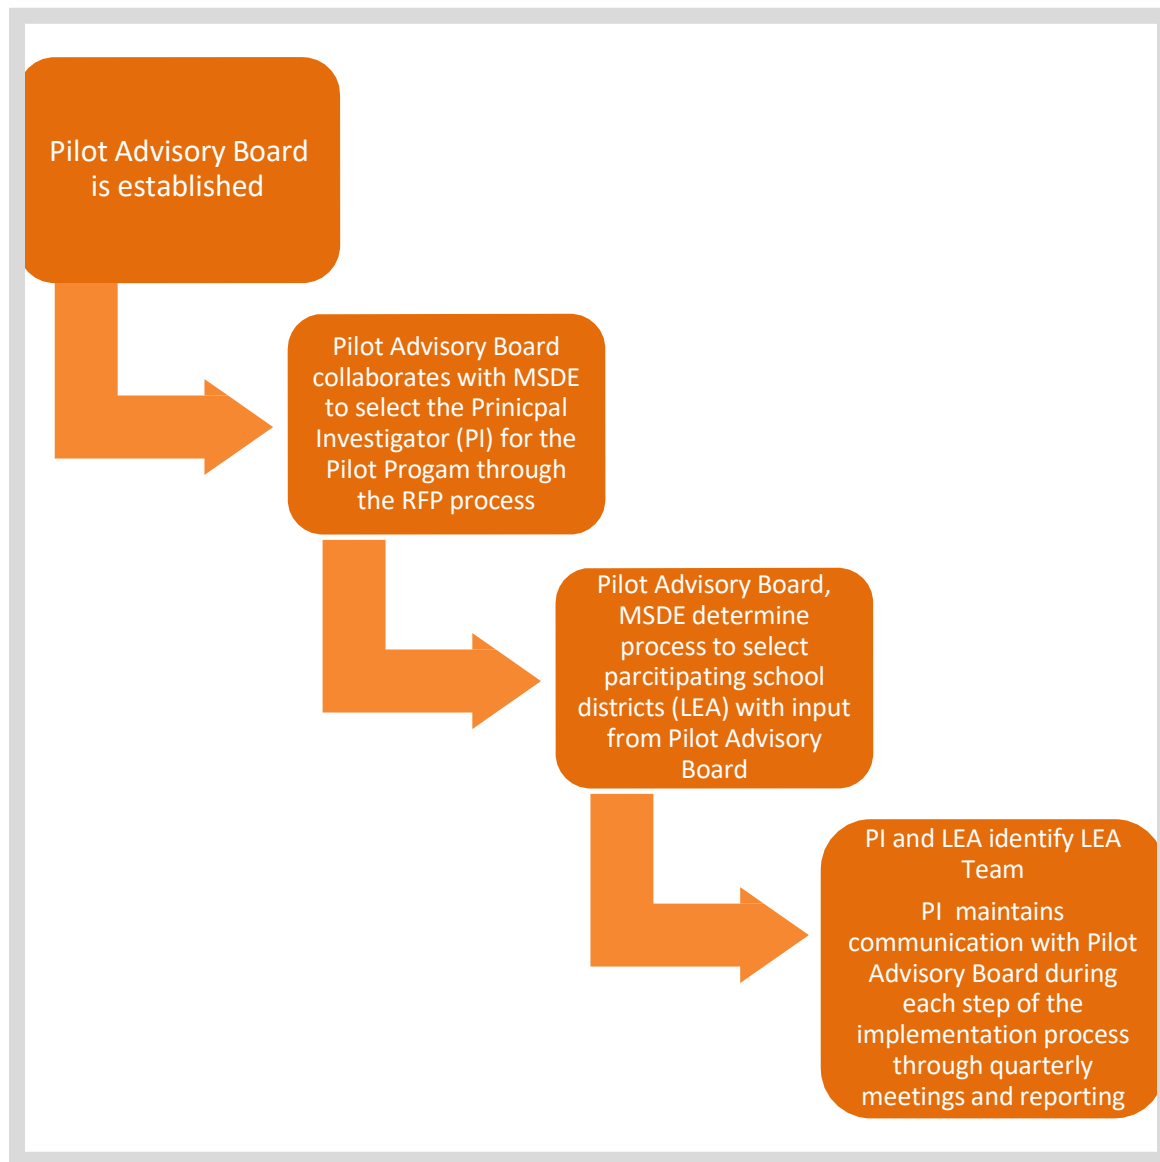 Pilot Advisory Board
is established
Pilot Advisory Board
collaborates with MSDE
to select the Prinicpal
Investigator (PI) for the
Pilot Progam through
the RFP process
Pilot Advisory Board,
MSDE determine
process to select
parcitipating school
districts (LEA) with input
from Pilot Advisory
Board
PI and LEA identify LEA
Team
PI  maintains
communication with Pilot
Advisory Board during
each step of the
implementation process
through quarterly
meetings and reporting